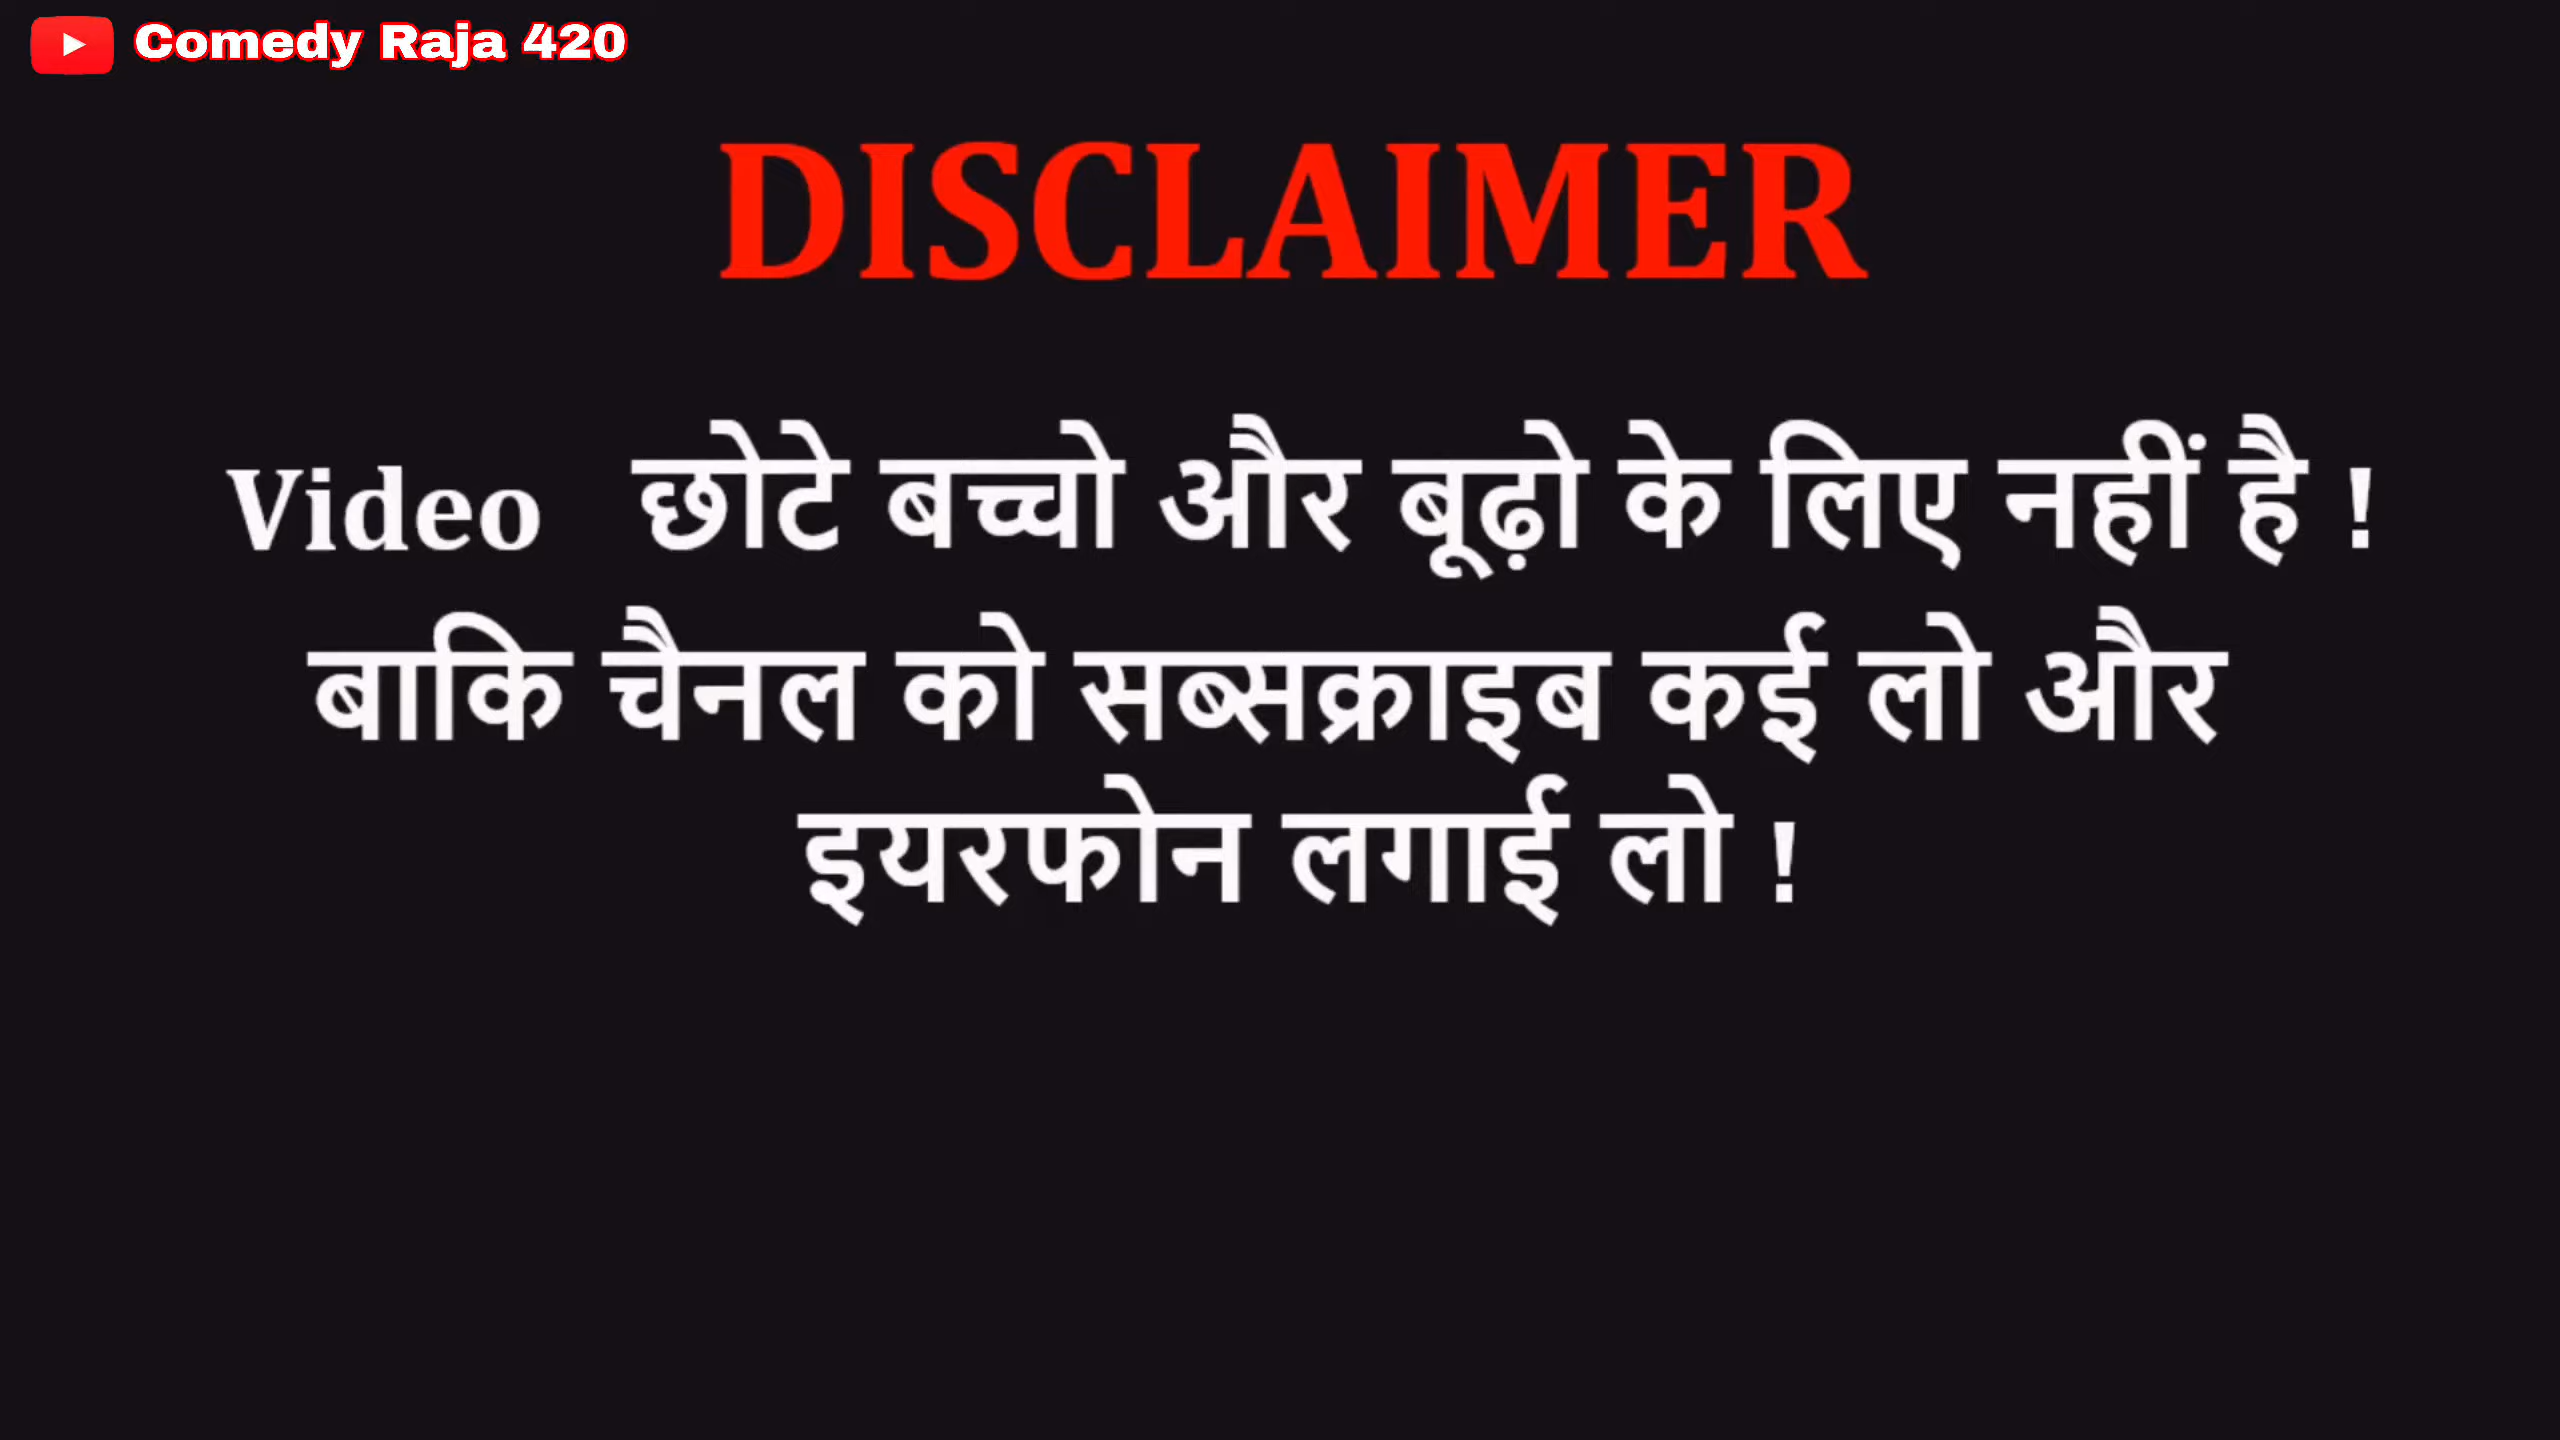 Comedy Raja 420
DISCLAIMER
Video छोटे बच्चो और बूढ़ो के लिए नहीं है !
बाकि चैनल को सब्सक्राइब कई लो और
इयरफोन लगाई लो !